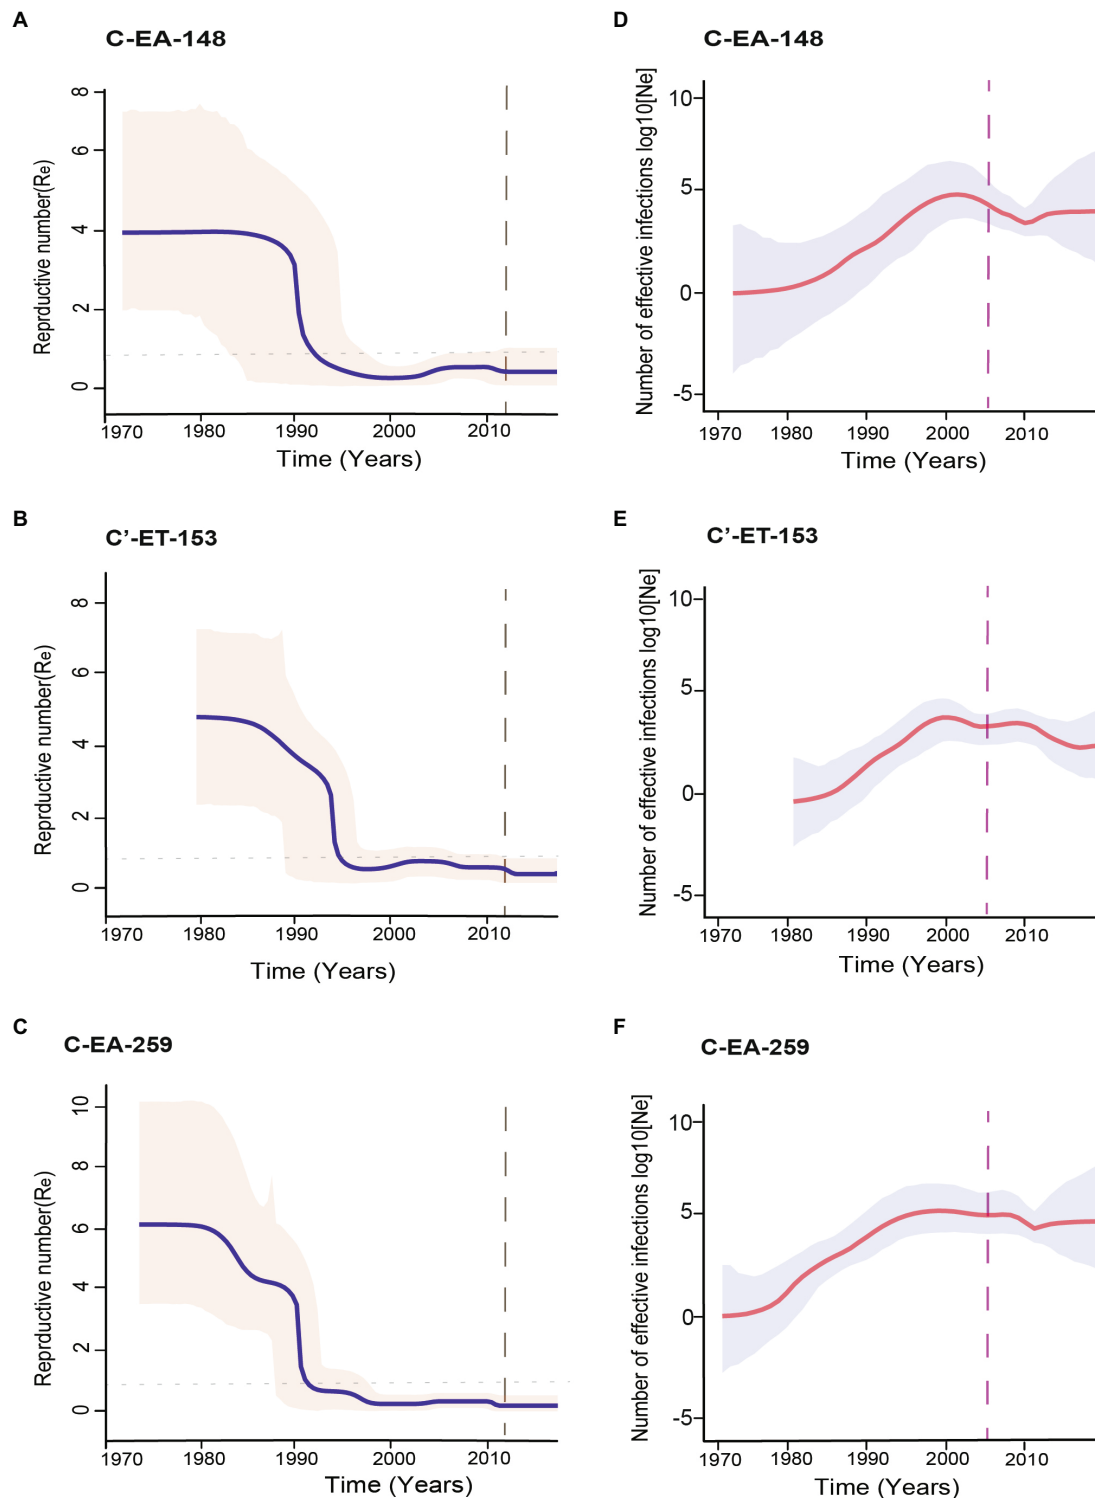 A
C-EA-148
Reprductive number(Re)
8
6
4
2
0
1970 1980 1990 2000 2010
Time (Years)
D
C-EA-148
Number of effective infections log10[Ne]
10
5
0
-5
1970 1980 1990 2000 2010
Time (Years)
B
C’-ET-153
Reprductive number(Re)
8
6
4
2
0
1970 1980 1990 2000 2010
Time (Years)
E
C’-ET-153
Number of effective infections log10[Ne]
10
5
0
-5
1970 1980 1990 2000 2010
Time (Years)
C
C-EA-259
Reprductive number(Re)
10
8
6
4
2
0
1970 1980 1990 2000 2010
Time (Years)
F
C-EA-259
Number of effective infections log10[Ne]
10
5
0
-5
1970 1980 1990 2000 2010
Time (Years)